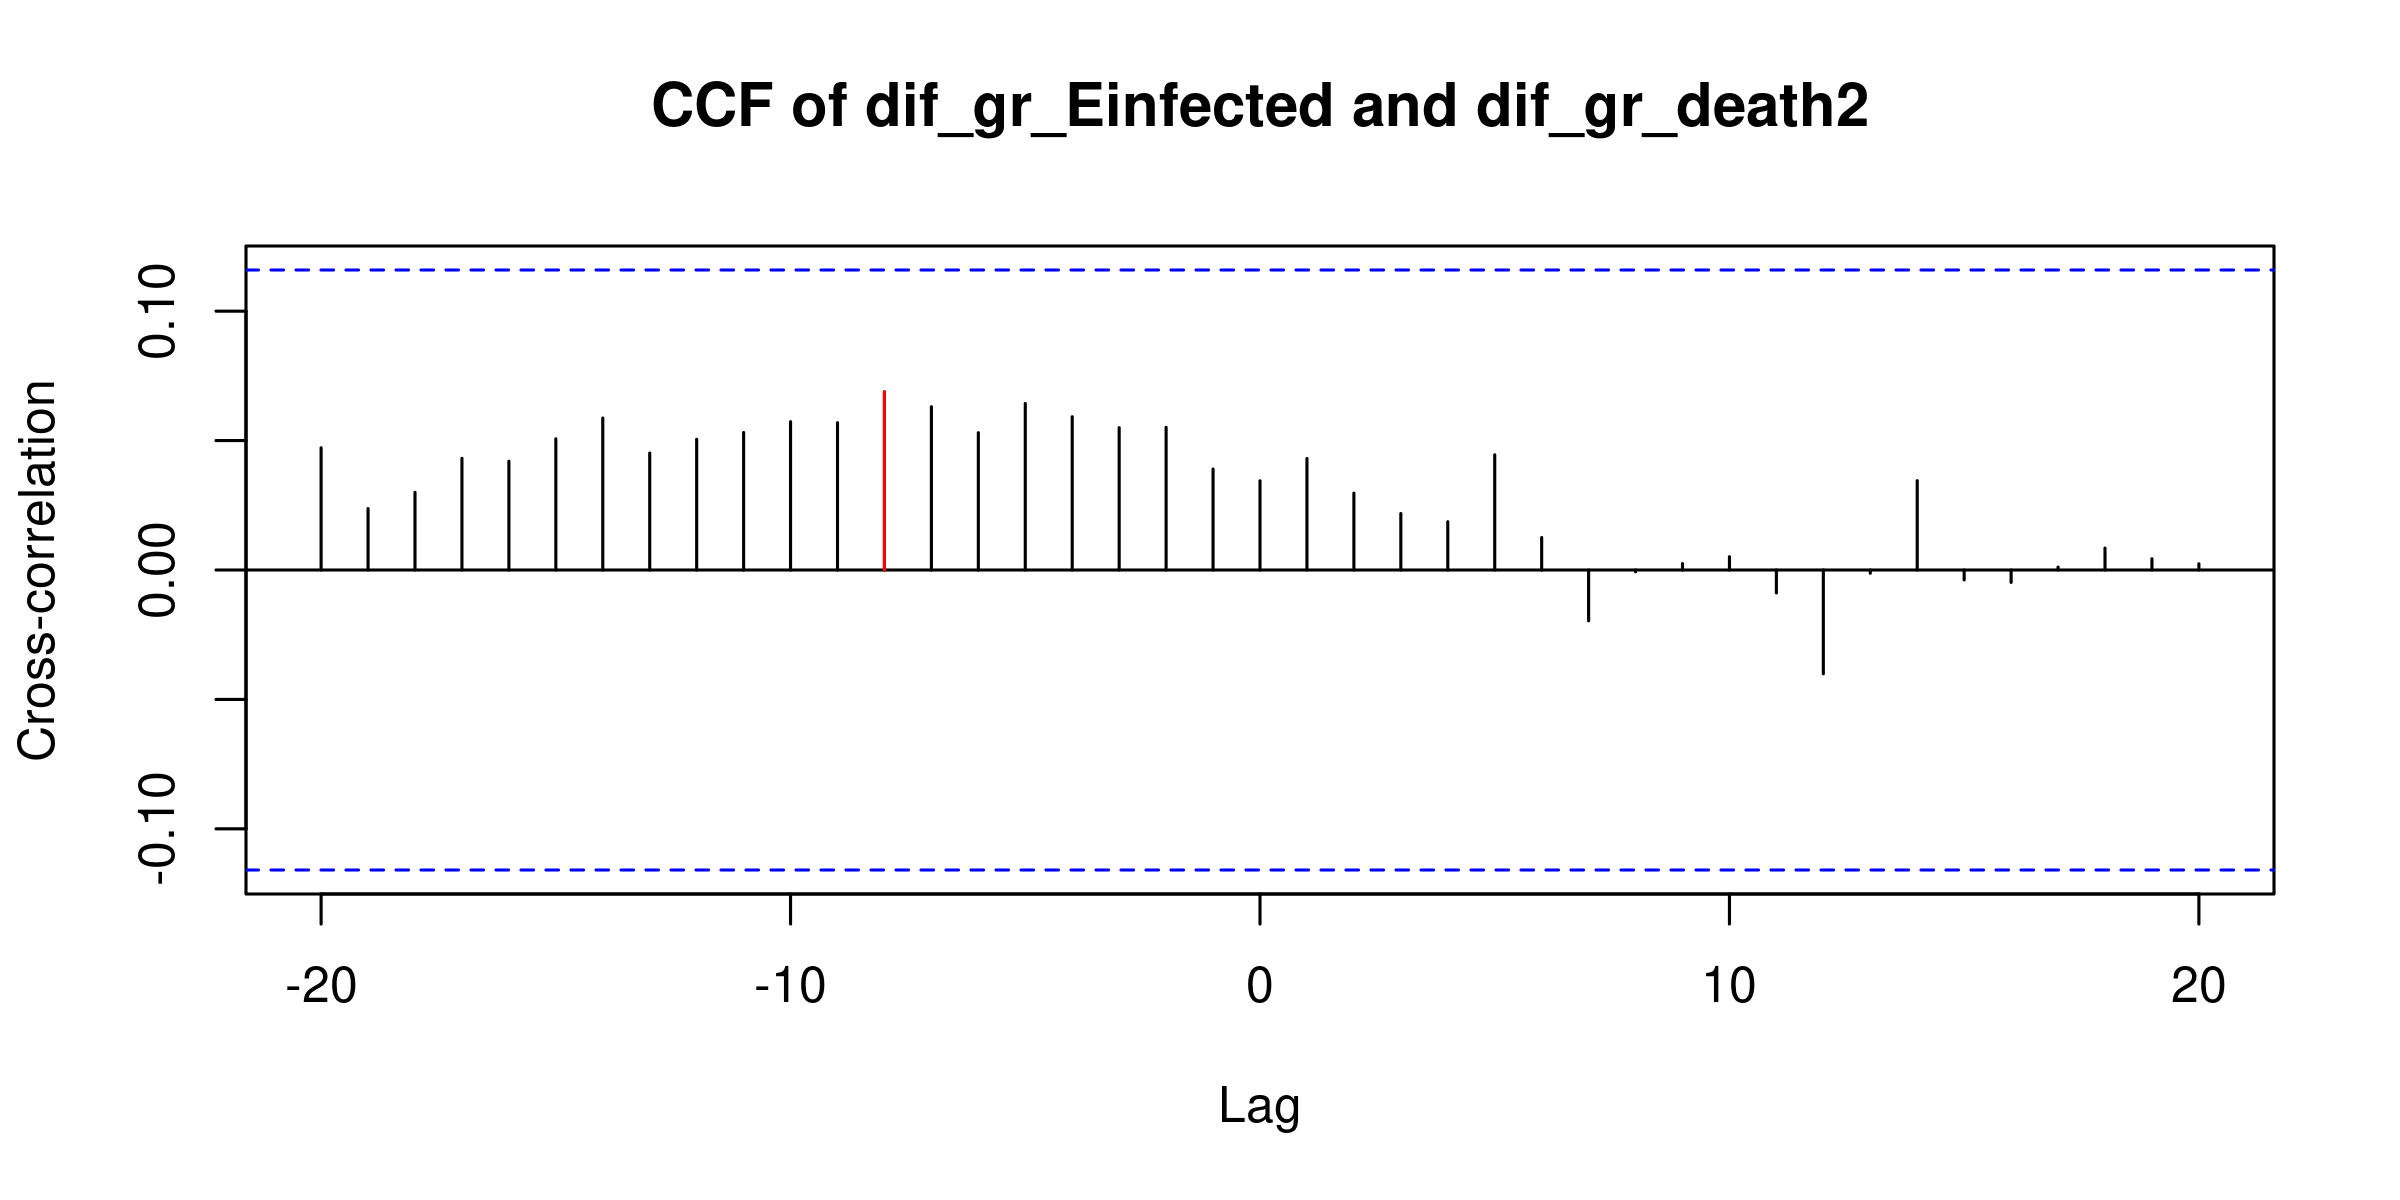 CCF of dif_gr_Einfected and dif_gr_death2
Cross-correlation
0.10
0.00
-0.10
-20 -10 0 10 20
Lag